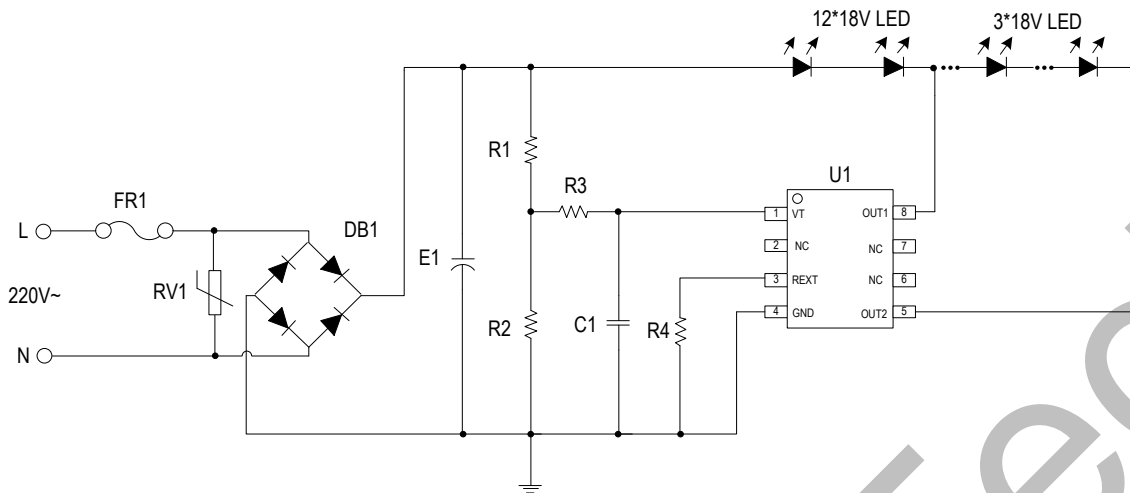 12*18V LED
3*18V LED
R1
R3
U1
FR1
1
VT
OUT1
8
L
DB1
2
NC
NC
7
E1
220V~
RV1
3
REXT
NC
6
R2
C1
R4
4
GND
OUT2
5
N